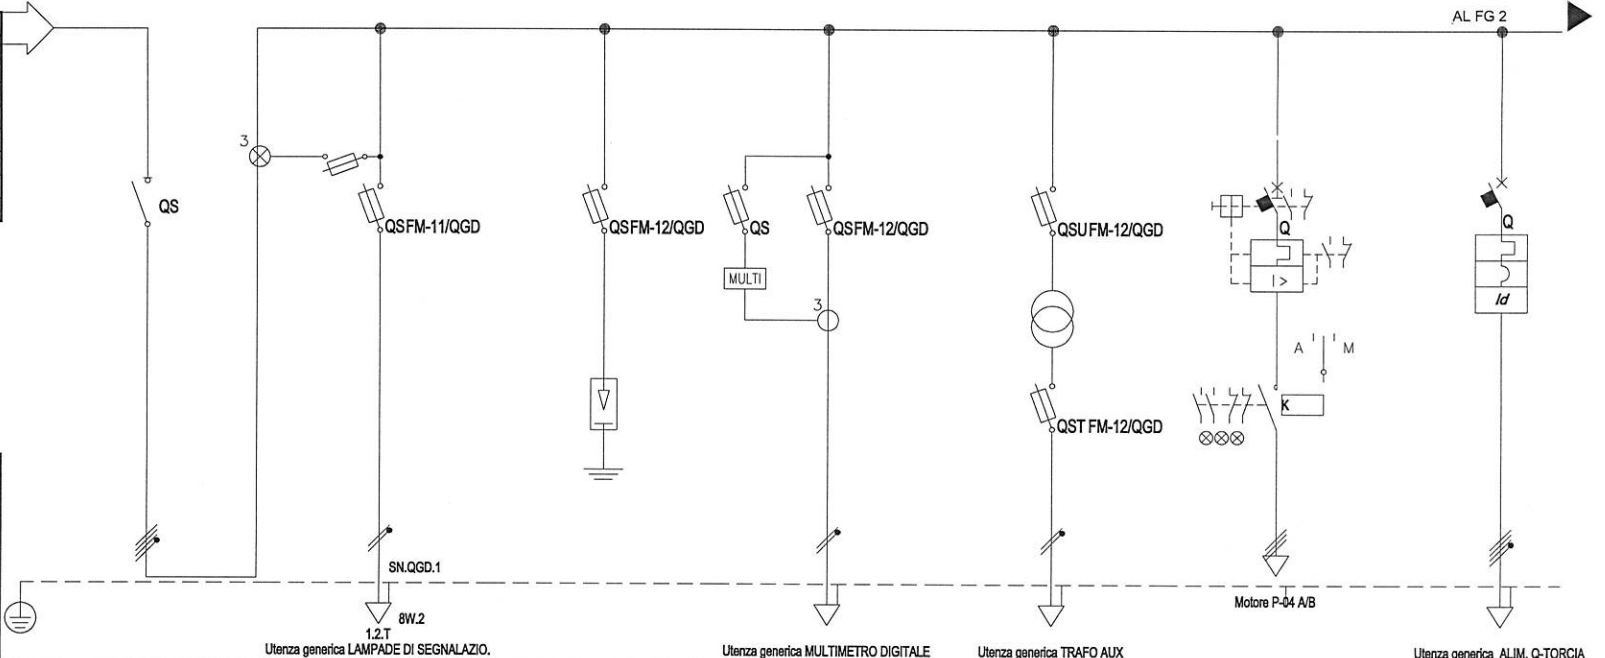 AL FG 2
3
QS
QSFM-11/QGD
QSFM-12/QGD
QS
QSFM-12/QGD
QSUFM-12/QGD
Q
Q
MULTI
I >
Id
3
A M
K
QST FM-12/QGD
SN.QGD.1
8W.2
1.2.T
Motore P-04 A/B
Utenza generica LAMPADE DI SEGNALAZIO.
Utenza generica MULTIMETRO DIGITALE
Utenza generica TRAFO AUX
Utenza generica ALIM. Q-TORCIA